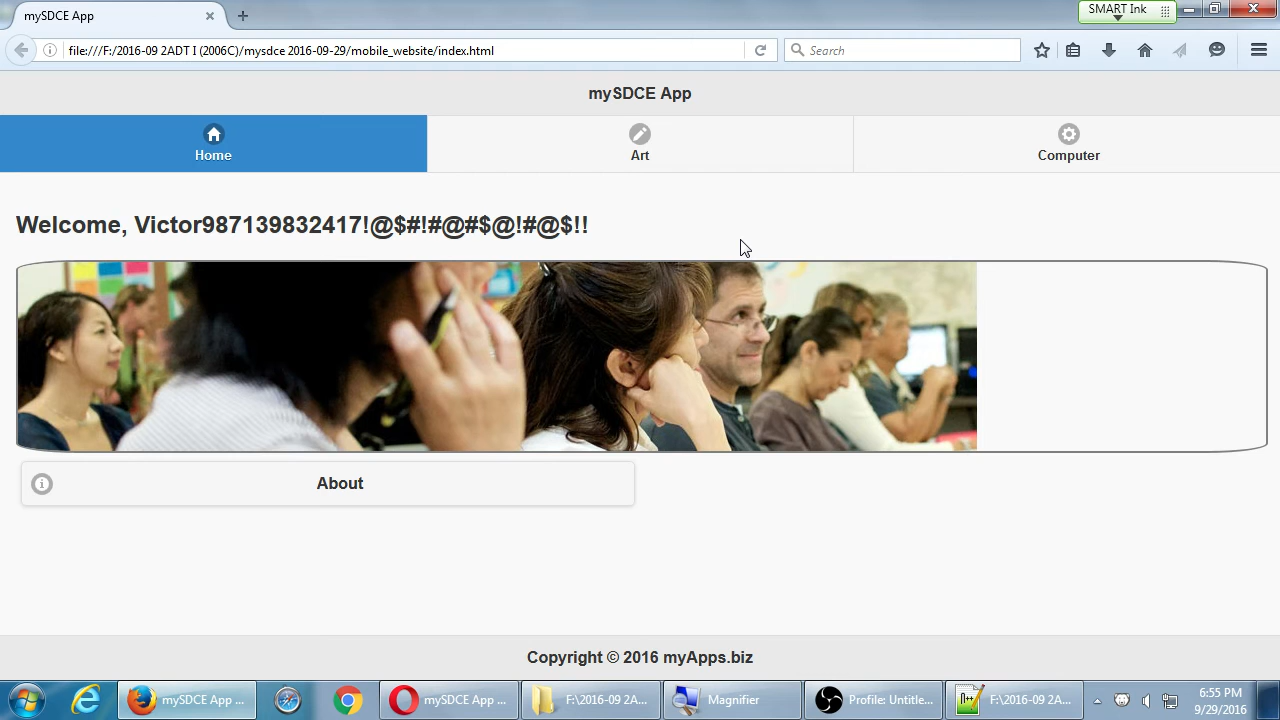 mySDCE App
SMART Ink
file:///F:/2016-09 2ADT I (2006C)/mysdce 2016-09-29/mobile_website/index.html
Search
mySDCE App
Home
Art
Computer
Welcome, Victor987139832417!@$#!#@#$@!#@$!!
About
Copyright © 2016 myApps.biz
mySDCE App ...
mySDCE App ...
F:\2016-09 2A...
Magnifier
Profile: Untitle...
F:\2016-09 2A...
6:55 PM
9/29/2016